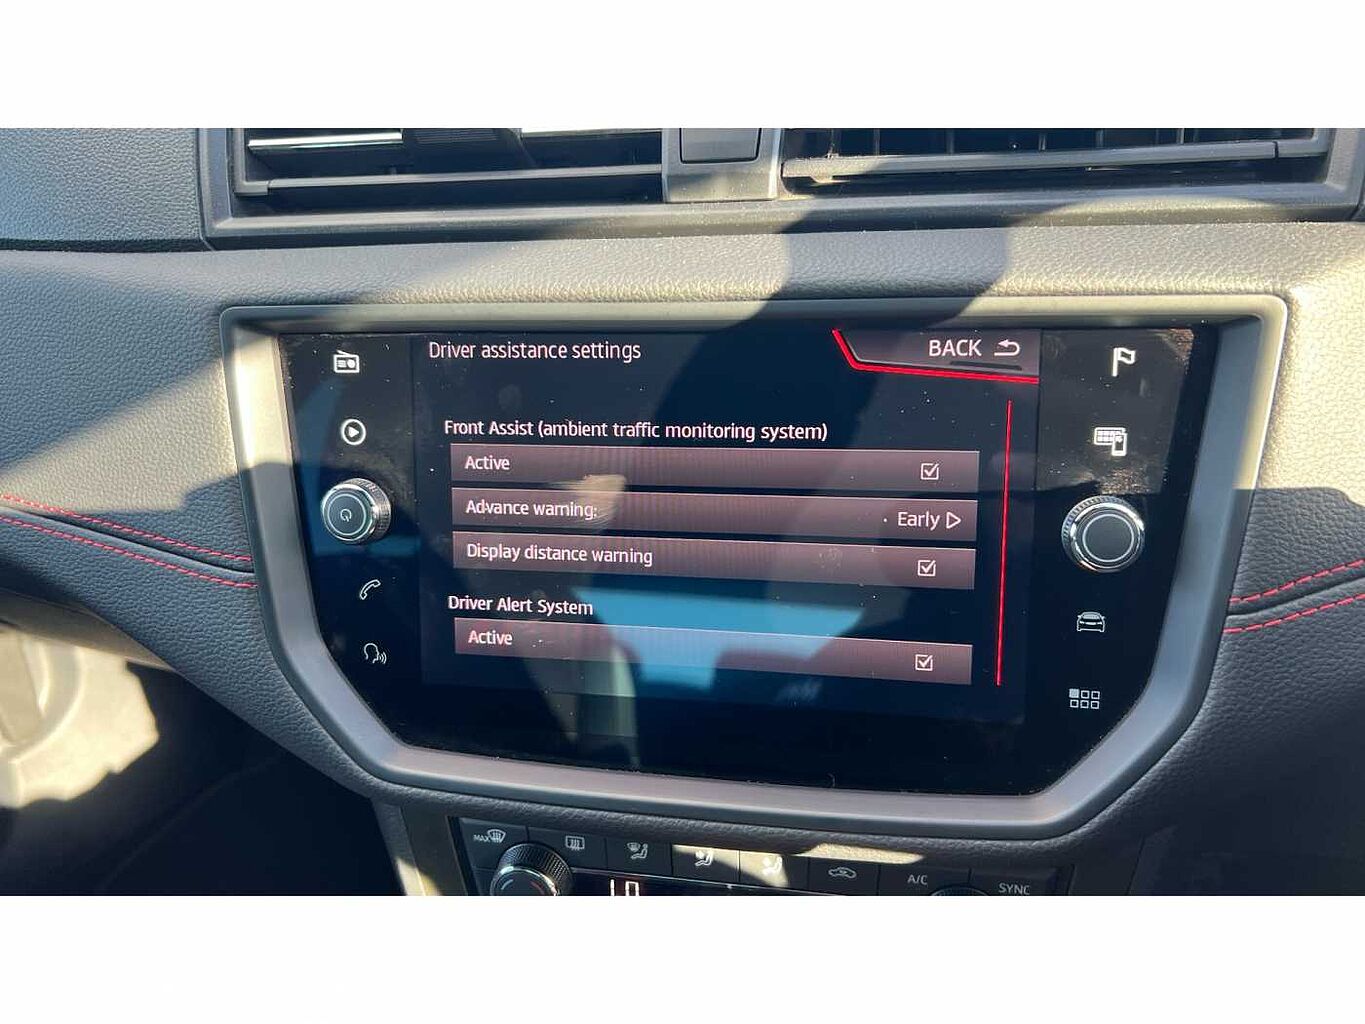 Driver assistance settings
BACK
Front Assist (ambient traffic monitoring system)
Active
Advance warning:
Early
Display distance warning
Driver Alert System
Active
MAX
A/C
SYNC